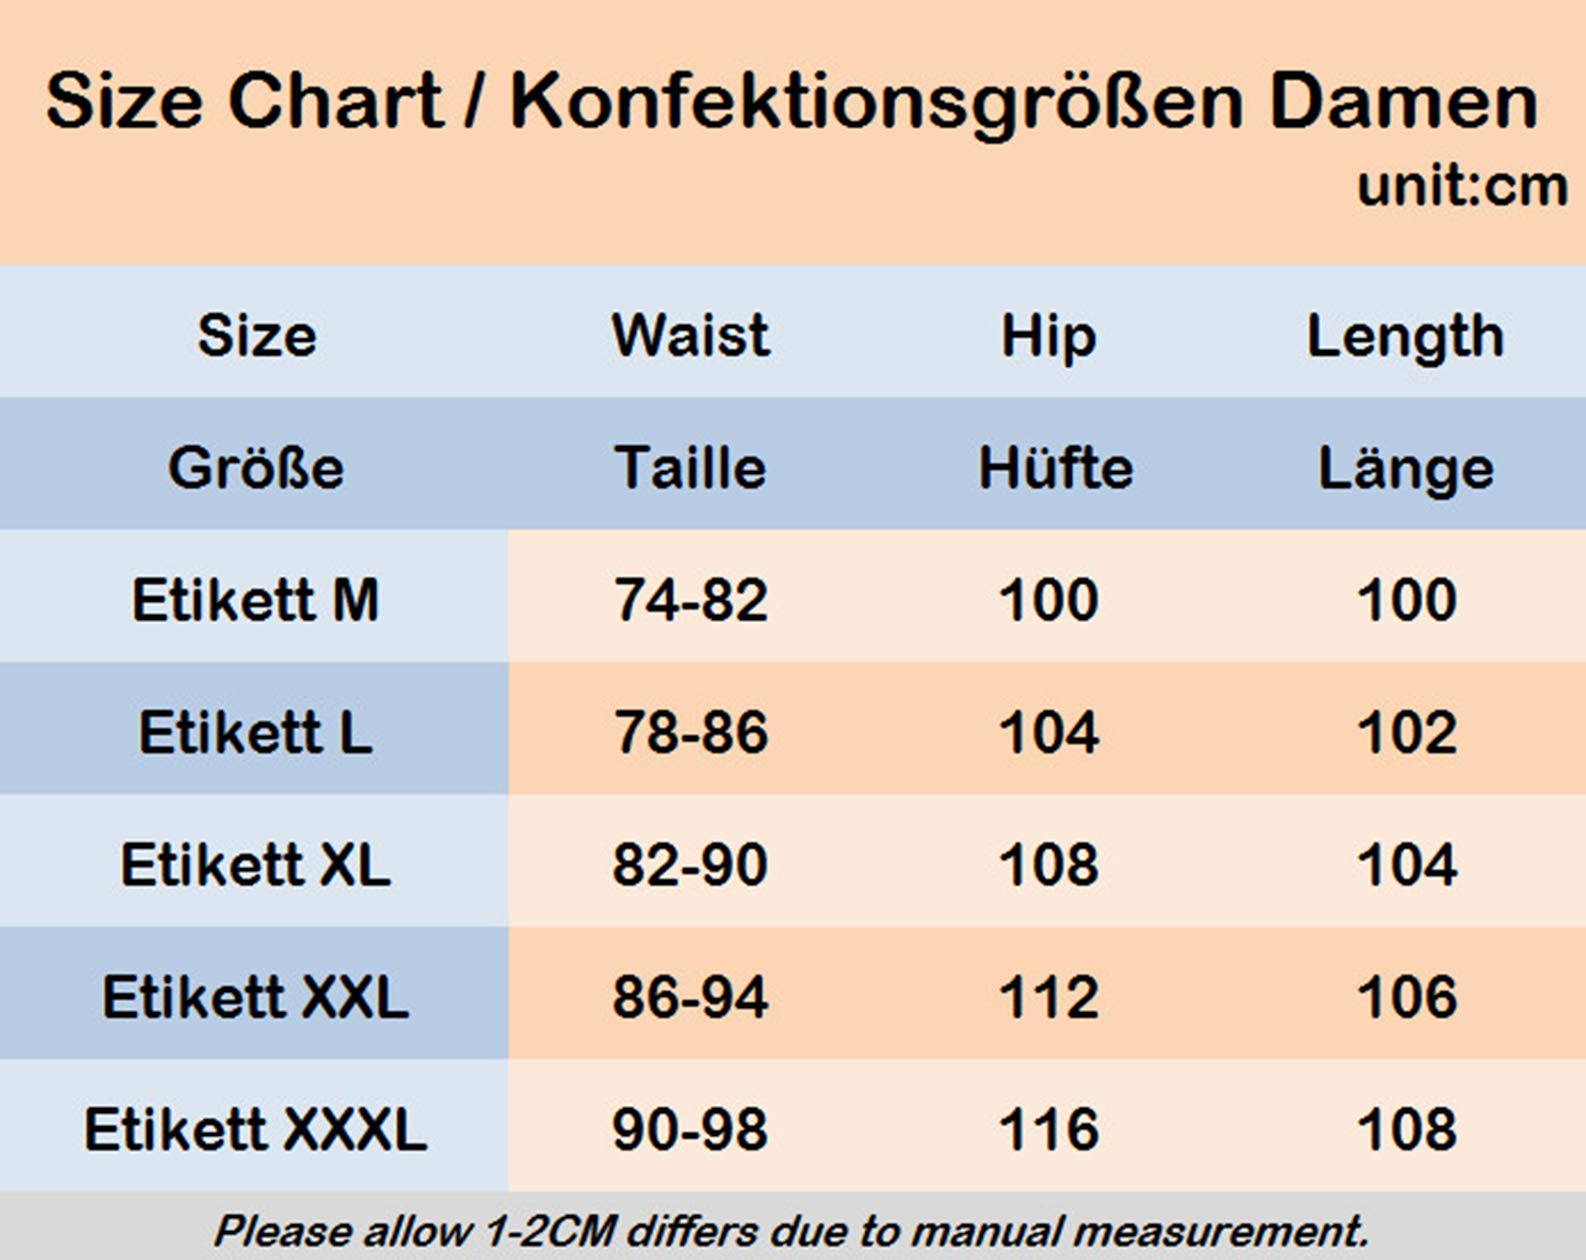 Size Chart / Konfektionsgrößen Damen
unit:cm
Size Waist Hip Length
Größe Taille Hüfte Länge
Etikett M 74-82 100 100
Etikett L 78-86 104 102
Etikett XL 82-90 108 104
Etikett XXL 86-94 112 106
Etikett XXXL 90-98 116 108
Please allow 1-2CM differs due to manual measurement.